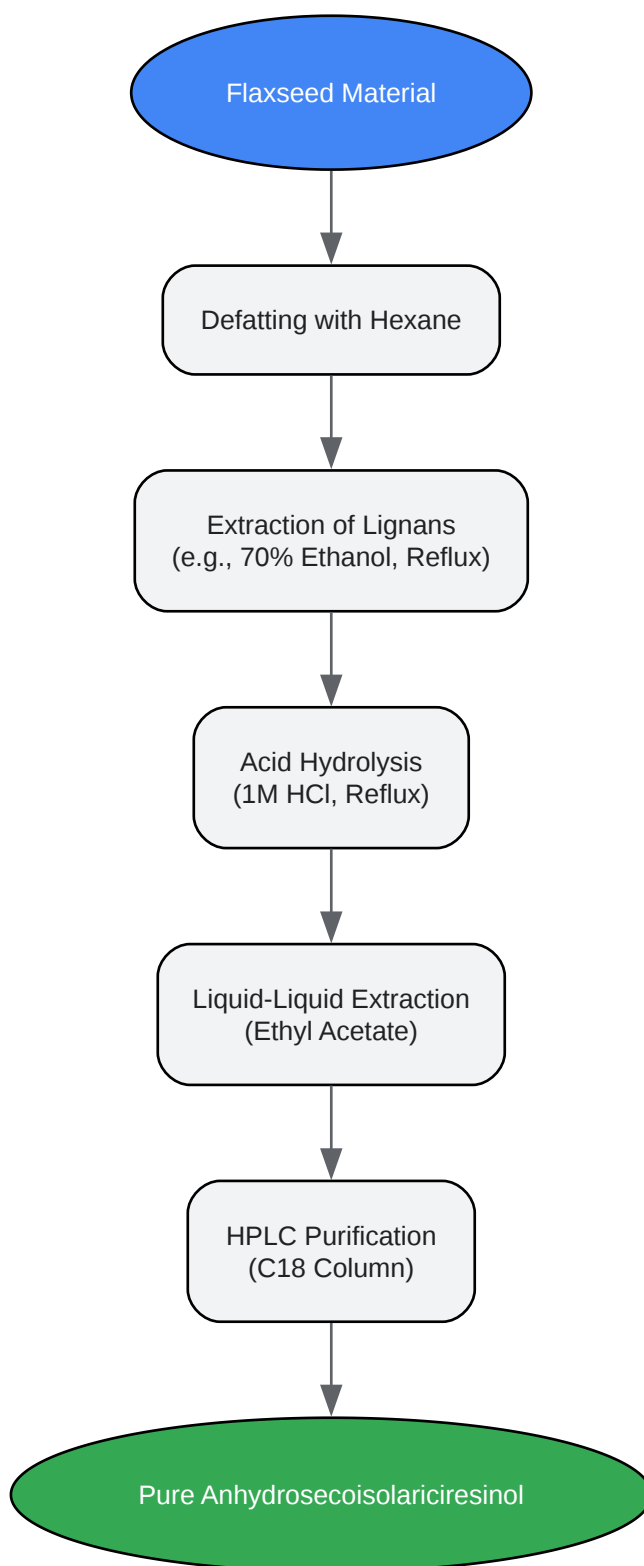 Flaxseed Material
Defatting with Hexane
Extraction of Lignans
(e.g., 70% Ethanol, Reflux)
Acid Hydrolysis
(1M HCl, Reflux)
Liquid-Liquid Extraction
(Ethyl Acetate)
HPLC Purification
(C18 Column)
Pure Anhydrosecoisolariciresinol